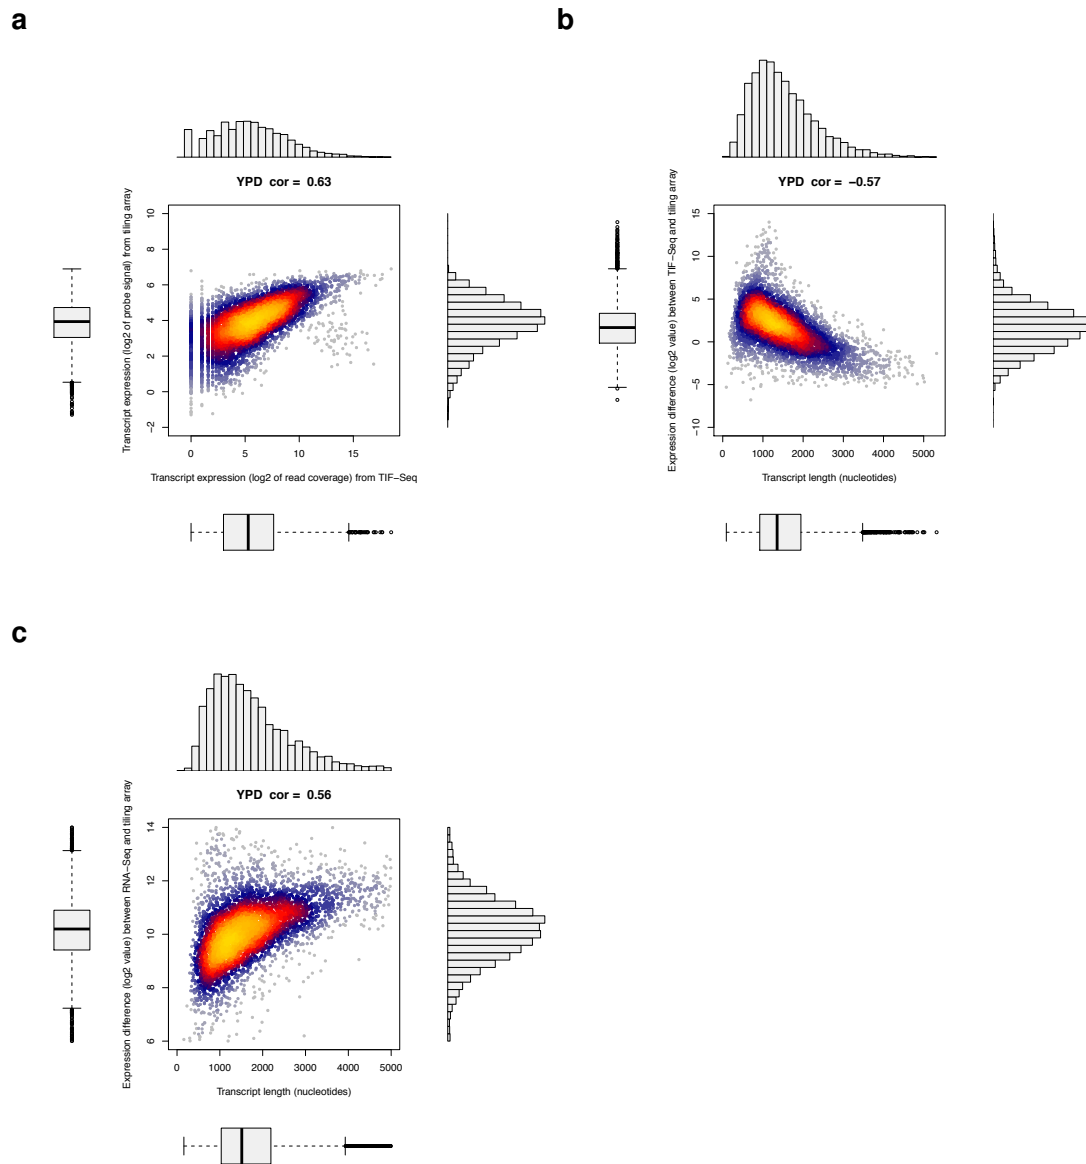 a
YPD cor = 0.63
Transcript expression (log2 of probe signal) from tiling array
10
8
6
4
2
0
−2
0
5
10
15
Transcript expression (log2 of read coverage) from TIF−Seq
b
YPD cor = −0.57
Expression difference (log2 value) between TIF−Seq and tiling array
15
10
5
0
−5
−10
0
1000
2000
3000
4000
5000
Transcript length (nucleotides)
c
YPD cor = 0.56
Expression difference (log2 value) between RNA−Seq and tiling array
14
12
10
8
6
0
1000
2000
3000
4000
5000
Transcript length (nucleotides)